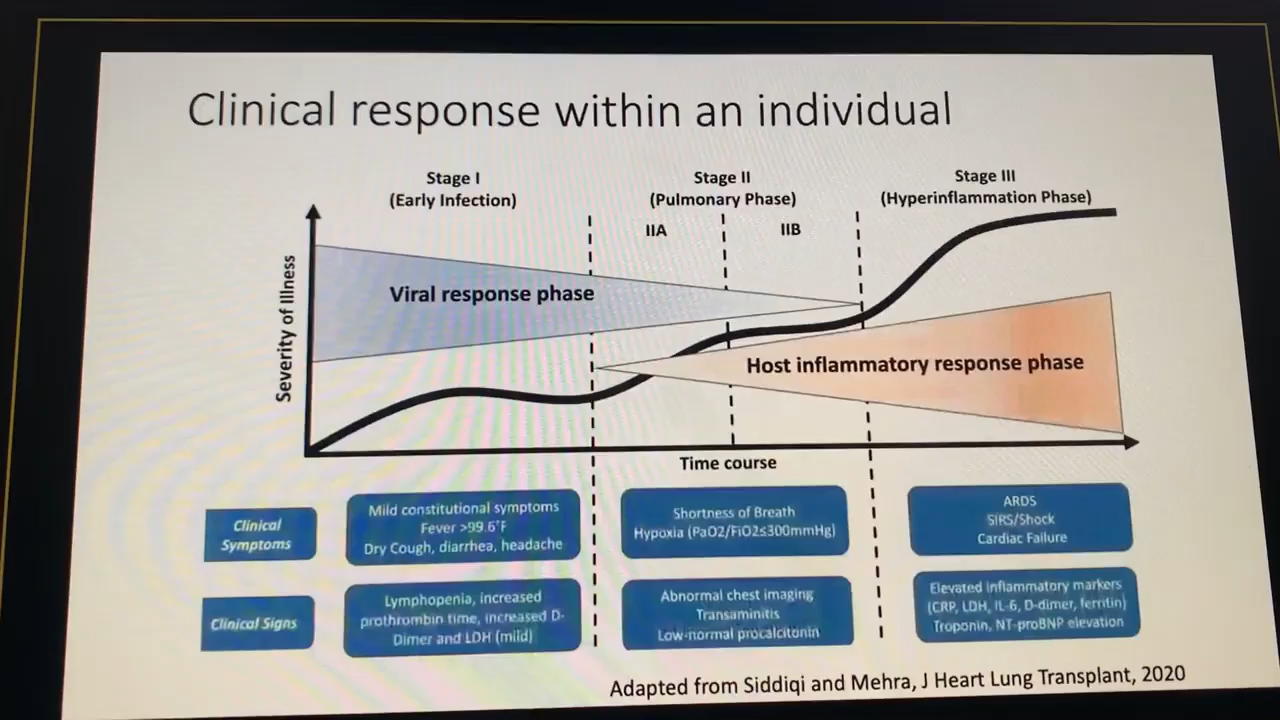 Clinical response within an individual
Stage I
(Early Infection)
Stage II
(Pulmonary Phase)
Stage III
(Hyperinflammation Phase)
IIA
IIB
Severity of Illness
Viral response phase
Host inflammatory response phase
Time course
Clinical
Symptoms
Mild constitutional symptoms
Fever >99.6°F
Dry Cough, diarrhea, headache
Shortness of Breath
Hypoxia (PaO2/FiO2≤300mmHg)
ARDS
SIRS/Shock
Cardiac Failure
Clinical Signs
Lymphopenia, increased
prothrombin time, increased D-
Dimer and LDH (mild)
Abnormal chest imaging
Transaminitis
Low-normal procalcitonin
Elevated inflammatory markers
(CRP, LDH, IL-6, D-dimer, ferritin)
Troponin, NT-proBNP elevation
Adapted from Siddiqi and Mehra, J Heart Lung Transplant, 2020